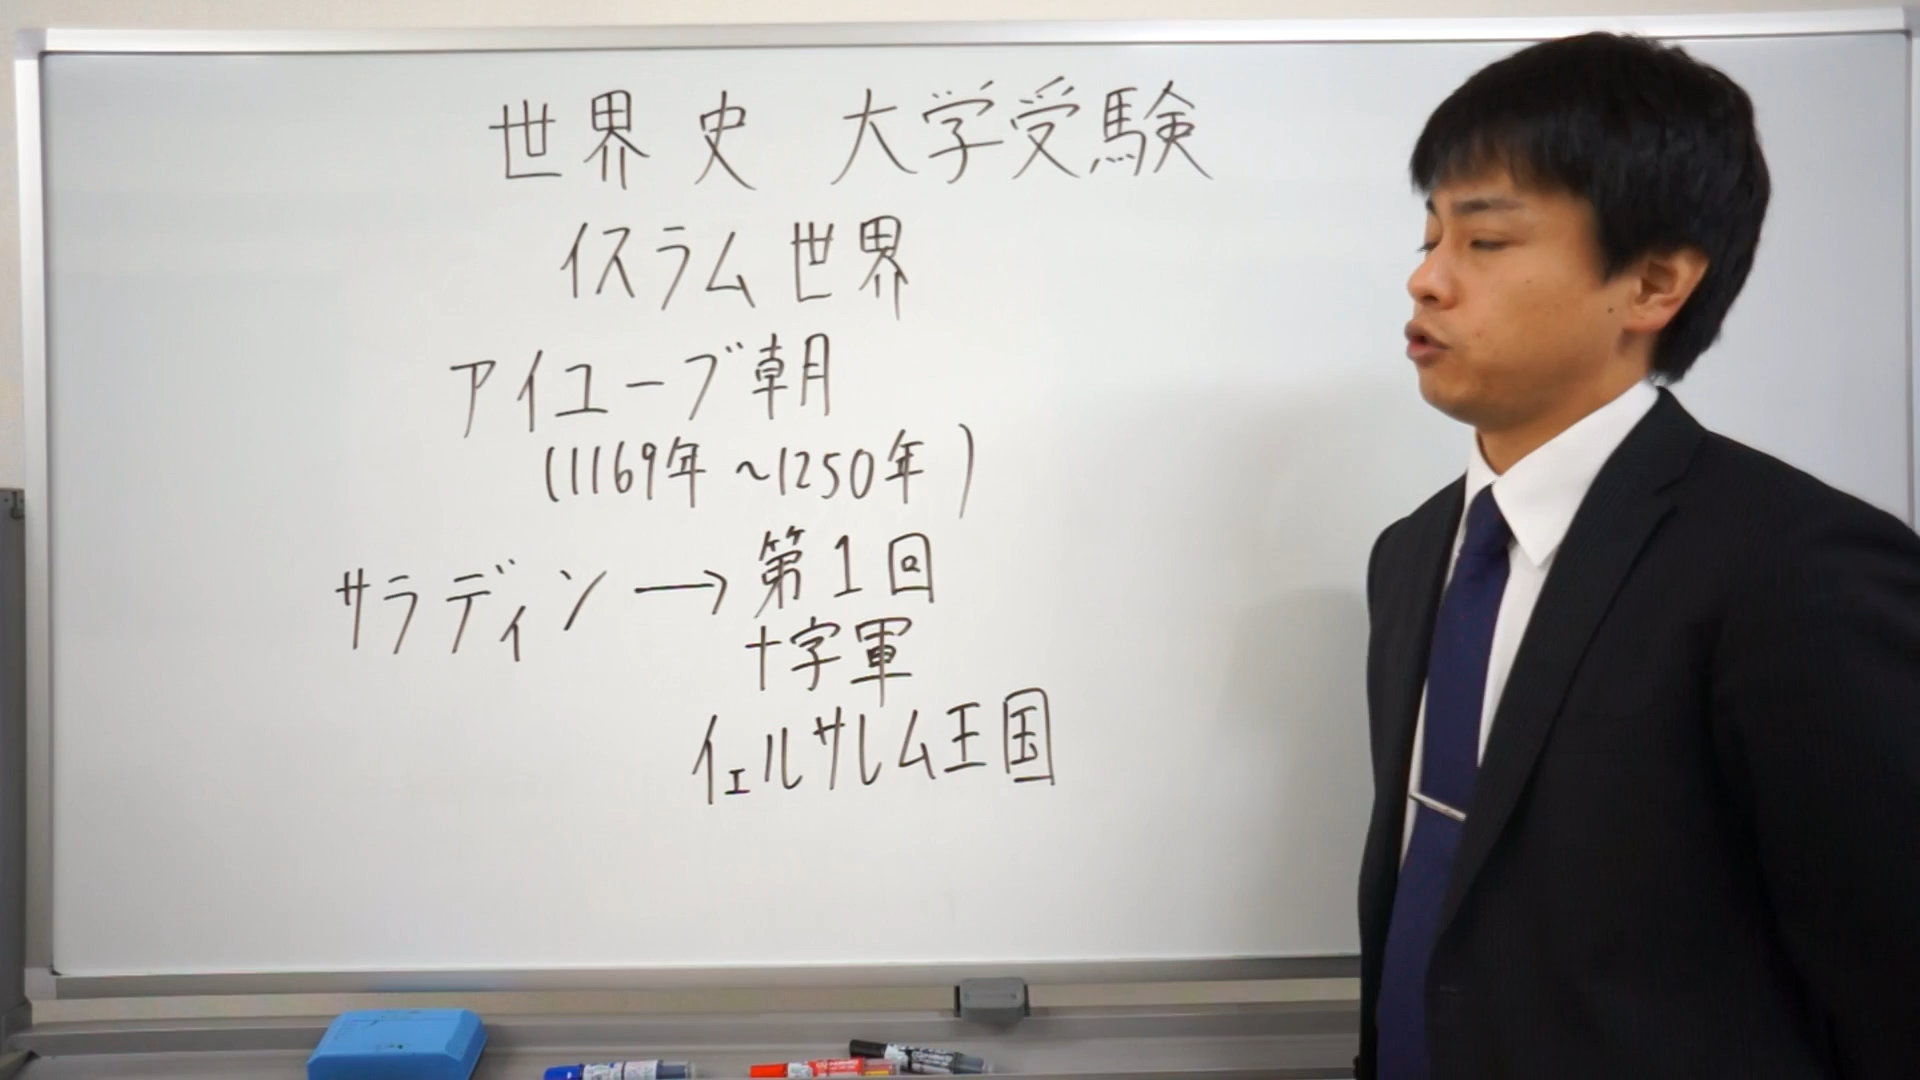 世界史 大学受験
イスラム世界
アイユーブ朝
(1169年～1250年)
サラディン→第1回
十字軍
イェルサレム王国